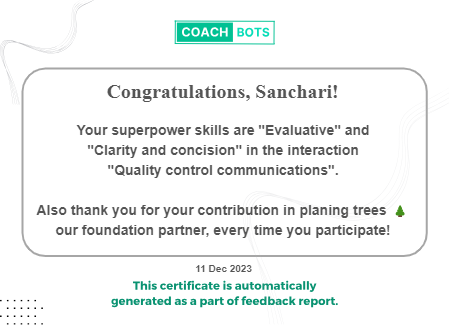 COACH BOTS
Congratulations, Sanchari!
Your superpower skills are "Evaluative" and
"Clarity and concision" in the interaction
"Quality control communications".
Also thank you for your contribution in planing trees 🌲
our foundation partner, every time you participate!
11 Dec 2023
This certificate is automatically
generated as a part of feedback report.